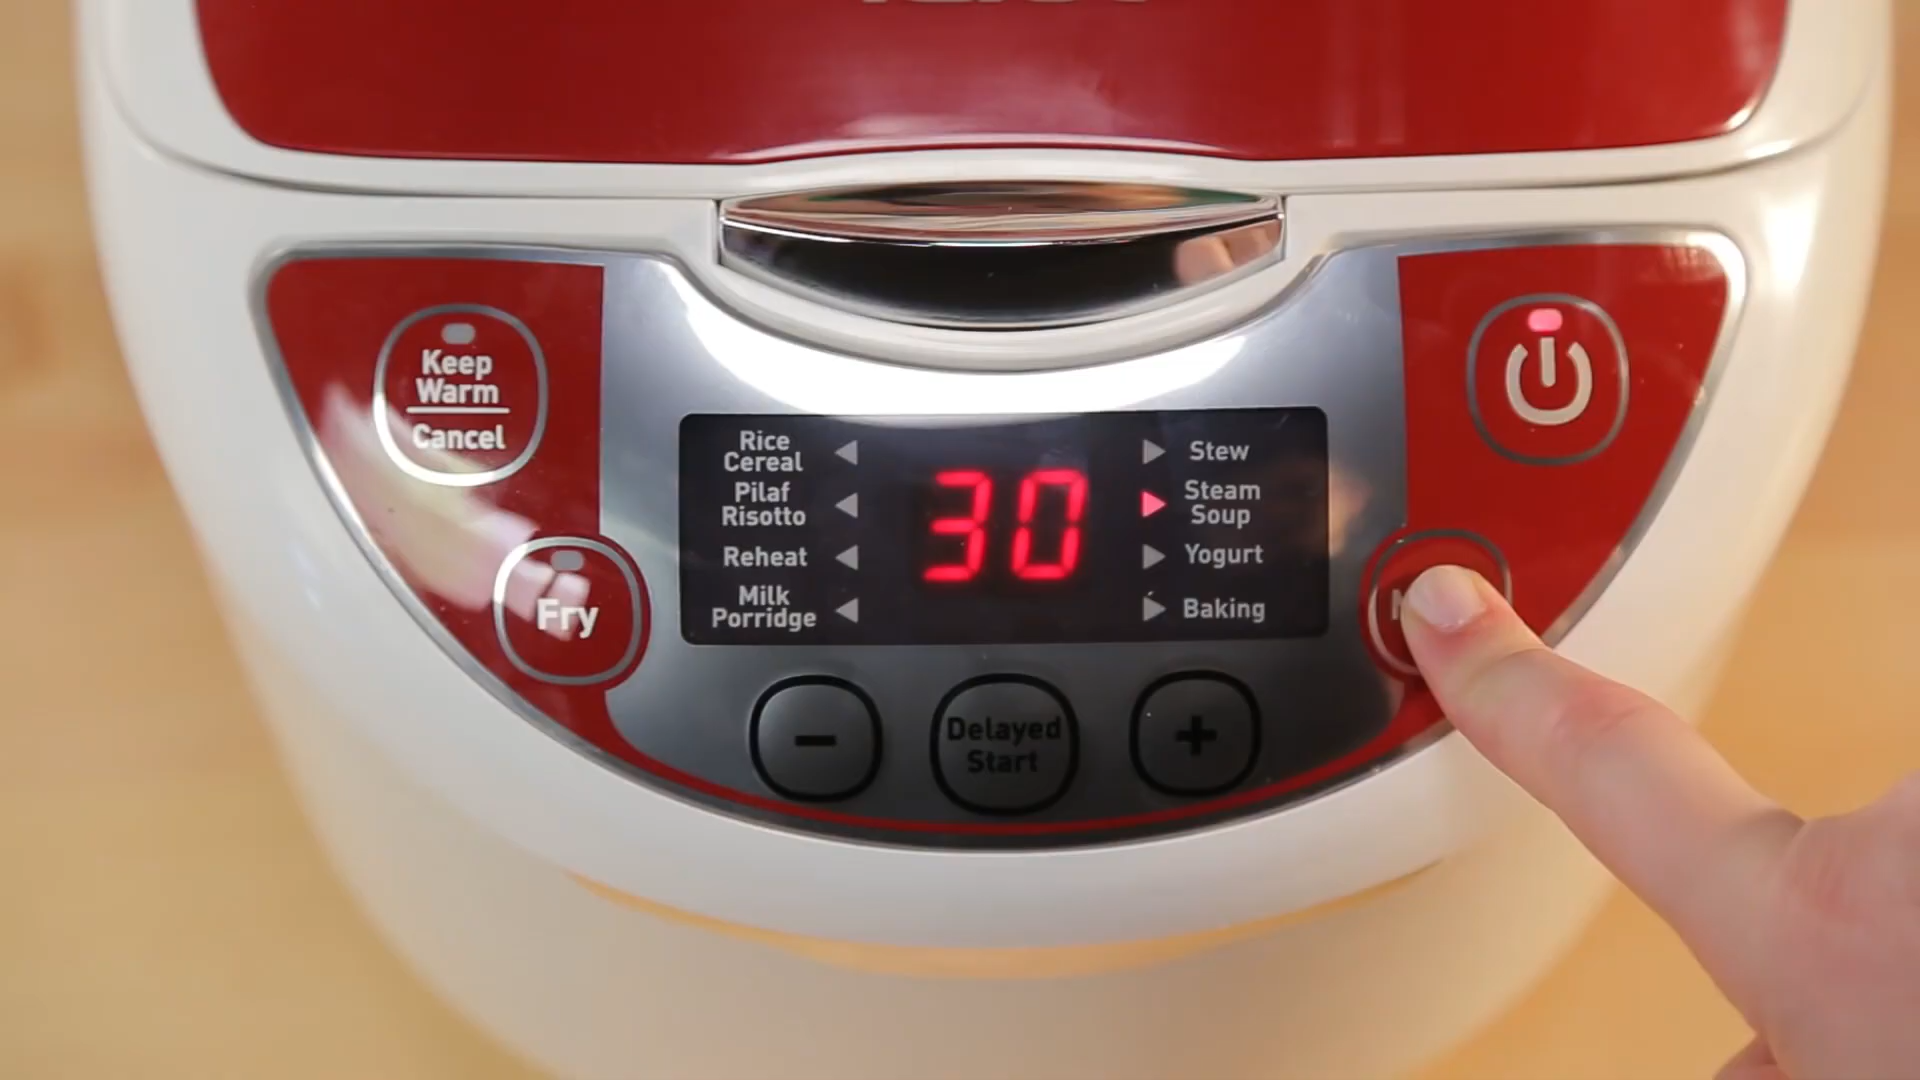 Keep
Warm
Cancel
Fry
Rice
Cereal
Pilaf
Risotto
Reheat
Milk
Porridge
30
Stew
Steam
Soup
Yogurt
Baking
-
Delayed
Start
+